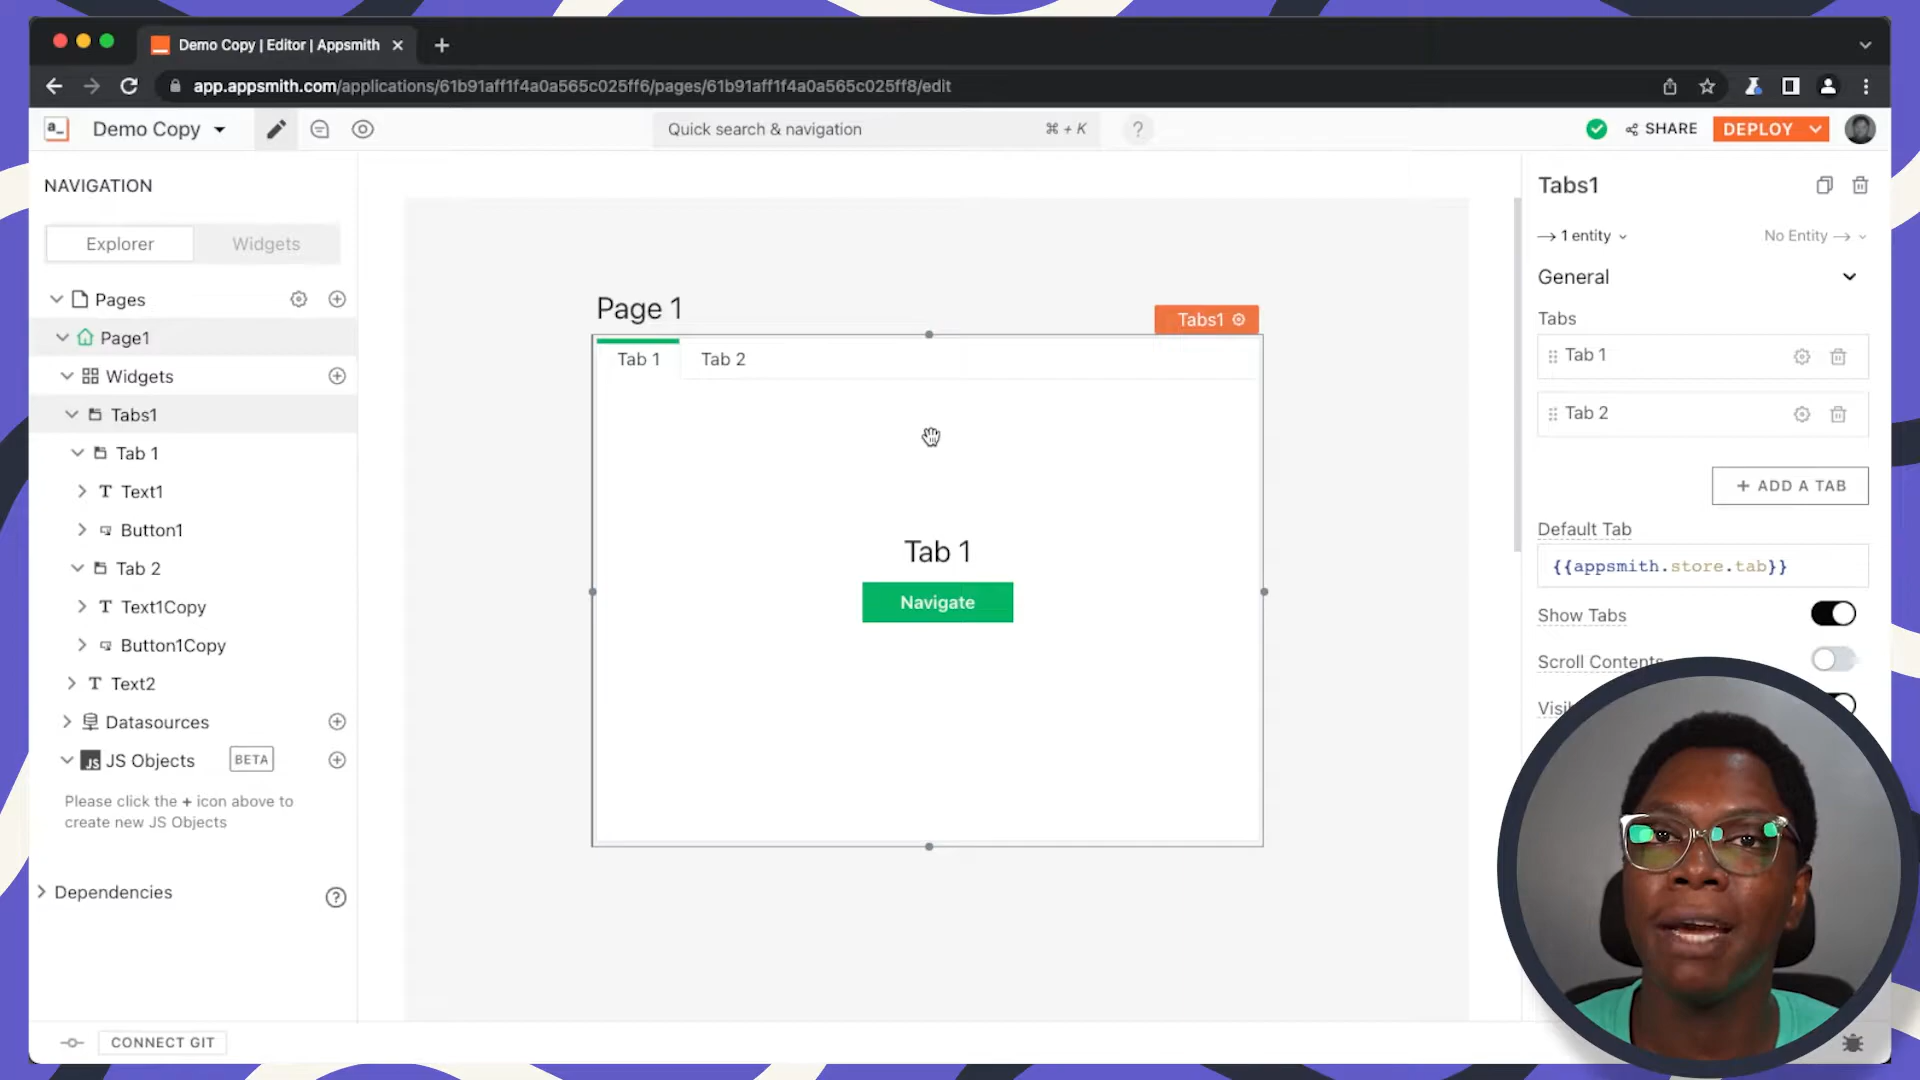 Demo Copy | Editor | Appsmith
app.appsmith.com/applications/61b91aff1f4a0a565c025ff6/pages/61b91aff1f4a0a565c025ff8/edit
a_
Demo Copy
Quick search & navigation
⌘ + K
?
SHARE
DEPLOY
NAVIGATION
Explorer
Widgets
Pages
Page1
Widgets
Tabs1
Tab 1
Text1
Button1
Tab 2
Text1Copy
Button1Copy
Text2
Datasources
JS Objects
BETA
Please click the + icon above to
create new JS Objects
Dependencies
CONNECT GIT
Page 1
Tabs1
Tab 1
Tab 2
Tab 1
Navigate
Tabs1
→ 1 entity
No Entity →
General
Tabs
Tab 1
Tab 2
+ ADD A TAB
Default Tab
{{appsmith.store.tab}}
Show Tabs
Scroll Contents